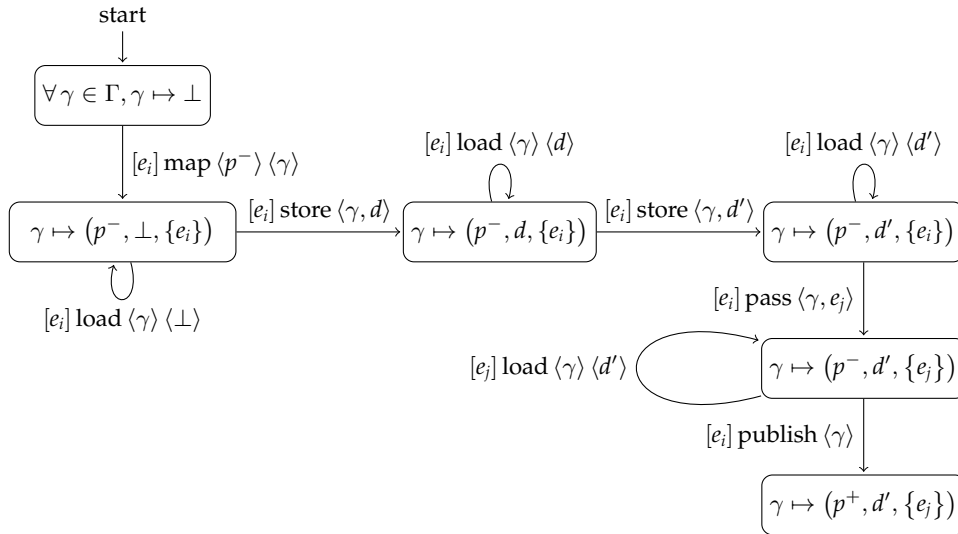 start
∀ γ ∈ Γ, γ ↦ ⊥
[e_i] map ⟨p^−⟩ ⟨γ⟩
[e_i] load ⟨γ⟩ ⟨d⟩
[e_i] load ⟨γ⟩ ⟨d′⟩
γ ↦ (p^−, ⊥, {e_i})
[e_i] store ⟨γ, d⟩
γ ↦ (p^−, d, {e_i})
[e_i] store ⟨γ, d′⟩
γ ↦ (p^−, d′, {e_i})
[e_i] load ⟨γ⟩ ⟨⊥⟩
[e_i] pass ⟨γ, e_j⟩
[e_j] load ⟨γ⟩ ⟨d′⟩
γ ↦ (p^−, d′, {e_j})
[e_i] publish ⟨γ⟩
γ ↦ (p^+, d′, {e_j})